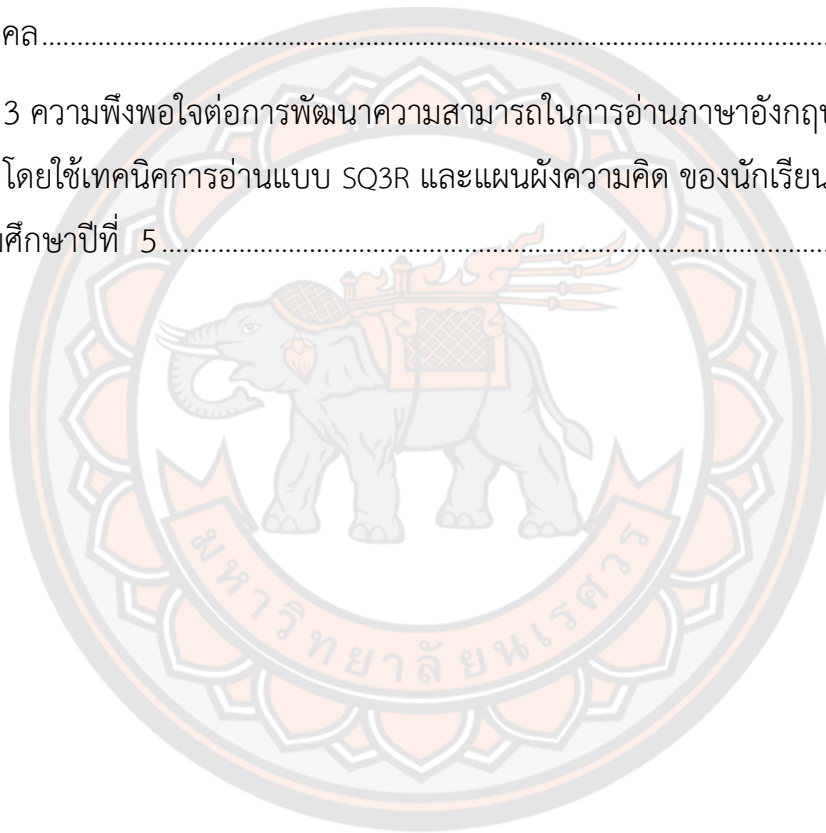 คล........................................................................................................................
3 ความพึงพอใจต่อการพัฒนาความสามารถในการอ่านภาษาอังกฤษ
โดยใช้เทคนิคการอ่านแบบ SQ3R และแผนผังความคิด ของนักเรียน
ศึกษาปีที่ 5........................................................................................................
มหาวิทยาลัยนเรศวร